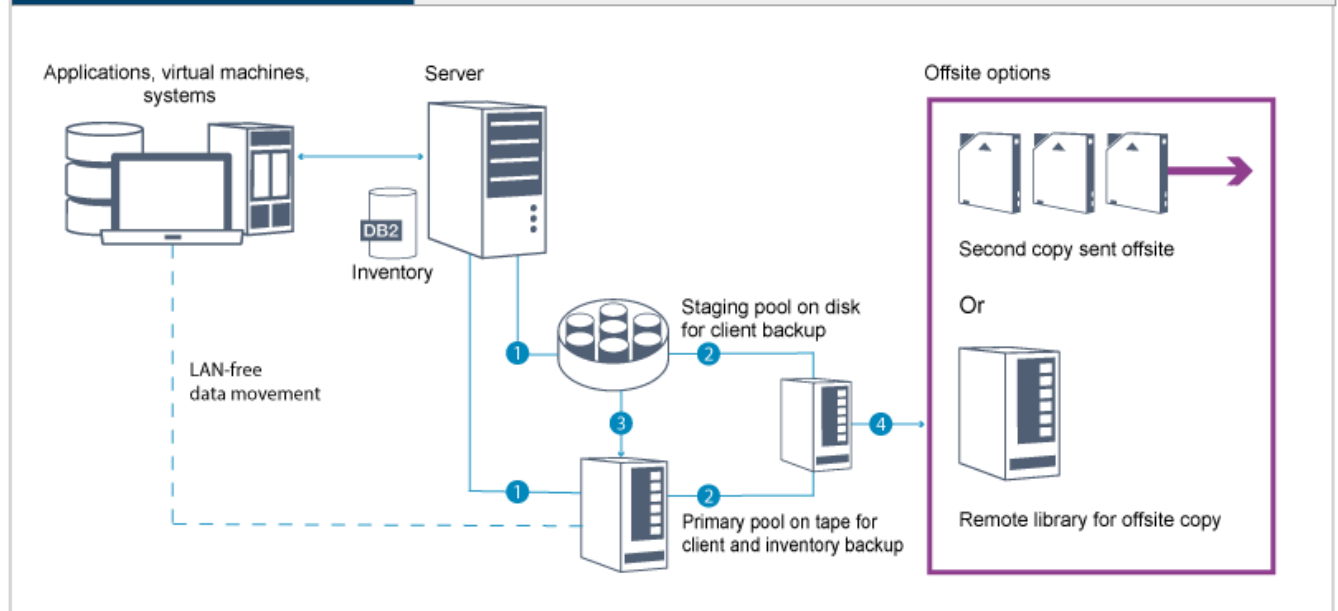 Applications, virtual machines,
systems
Server
Offsite options
DB2
Inventory
Second copy sent offsite
Staging pool on disk
for client backup
Or
1
2
LAN-free
data movement
3
4
1
2
Primary pool on tape for
client and inventory backup
Remote library for offsite copy